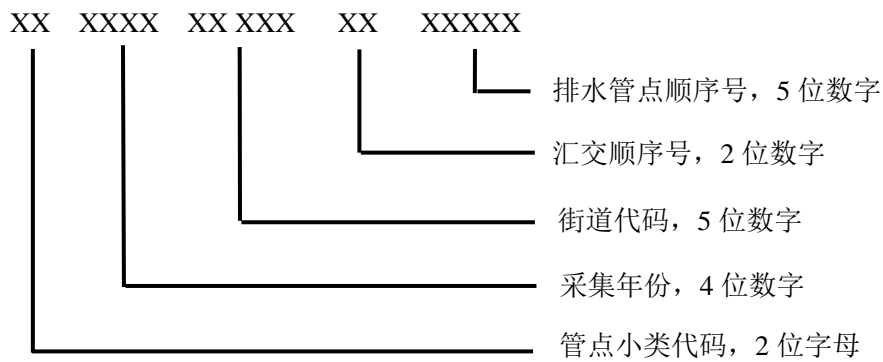 XX XXXX XX XXX XX XXXXX
排水管点顺序号，5 位数字
汇交顺序号，2 位数字
街道代码，5 位数字
采集年份，4 位数字
管点小类代码，2 位字母